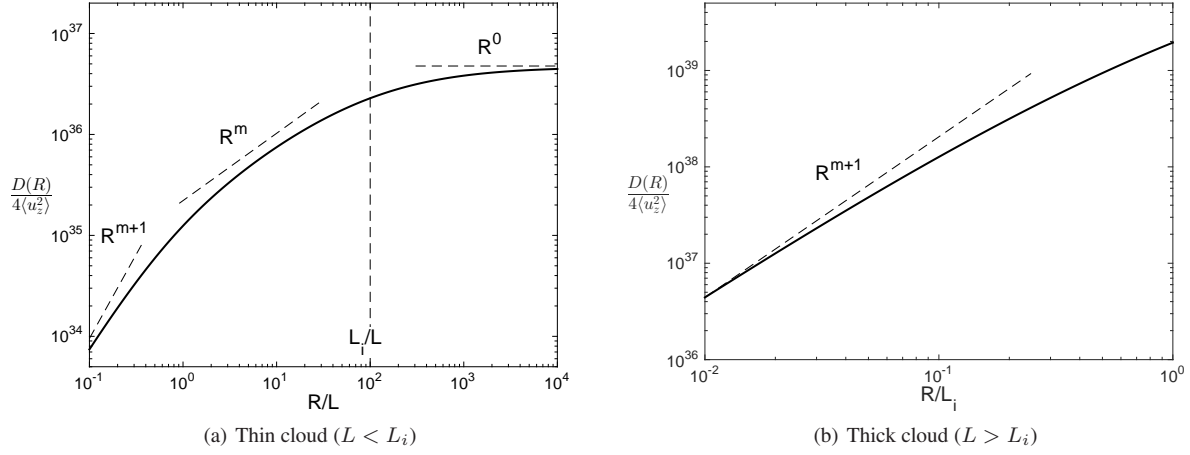 10^37
10^36
10^35
10^34
D(R)
4⟨u_z^2⟩
R^0
R^m
R^{m+1}
L_i/L
10^-1 10^0 10^1 10^2 10^3 10^4
R/L
(a) Thin cloud (L < L_i)
10^39
10^38
10^37
10^36
D(R)
4⟨u_z^2⟩
R^{m+1}
10^-2 10^-1 10^0
R/L_i
(b) Thick cloud (L > L_i)